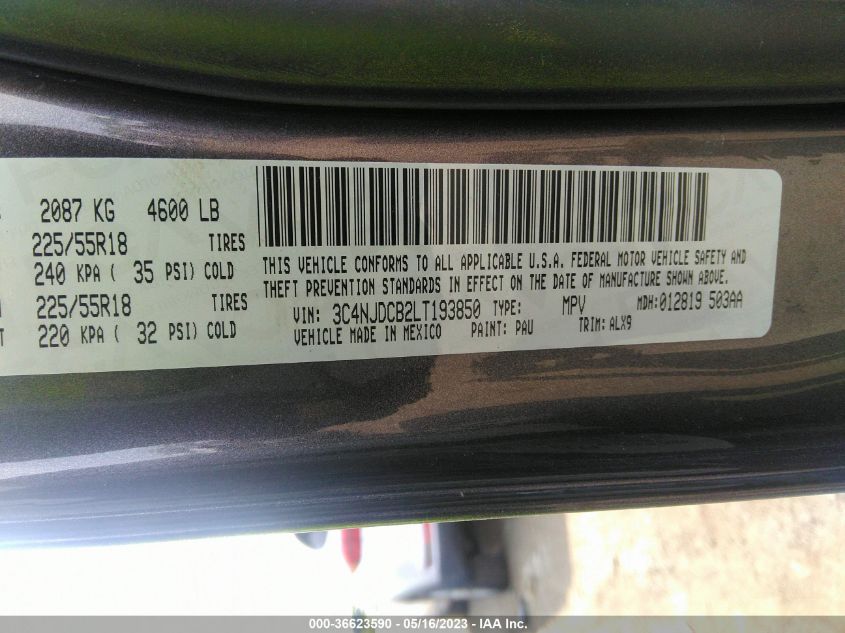 2087 KG 4600 LB
225/55R18 TIRES
240 KPA ( 35 PSI) COLD
225/55R18 TIRES
220 KPA ( 32 PSI) COLD
THIS VEHICLE CONFORMS TO ALL APPLICABLE U.S.A. FEDERAL MOTOR VEHICLE SAFETY AND
THEFT PREVENTION STANDARDS IN EFFECT ON THE DATE OF MANUFACTURE SHOWN ABOVE.
VIN: 3C4NJDCB2LT193850 TYPE: MPV MDH:012819 503AA
VEHICLE MADE IN MEXICO PAINT: PAU TRIM: ALX9
000-36623590 - 05/16/2023 - IAA Inc.